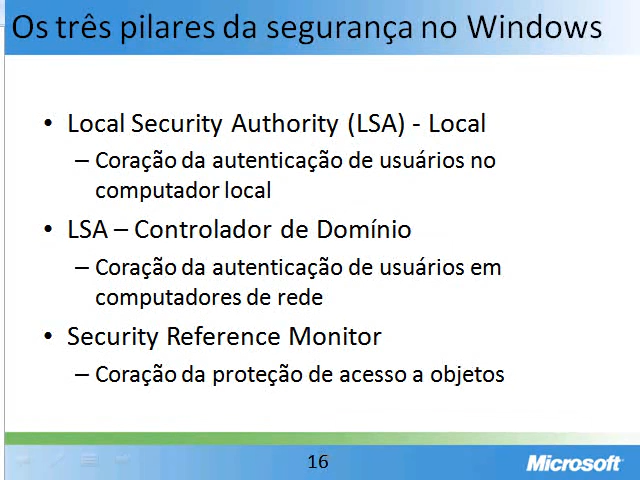 Os três pilares da segurança no Windows
• Local Security Authority (LSA) - Local
– Coração da autenticação de usuários no
computador local
• LSA – Controlador de Domínio
– Coração da autenticação de usuários em
computadores de rede
• Security Reference Monitor
– Coração da proteção de acesso a objetos
16
Microsoft